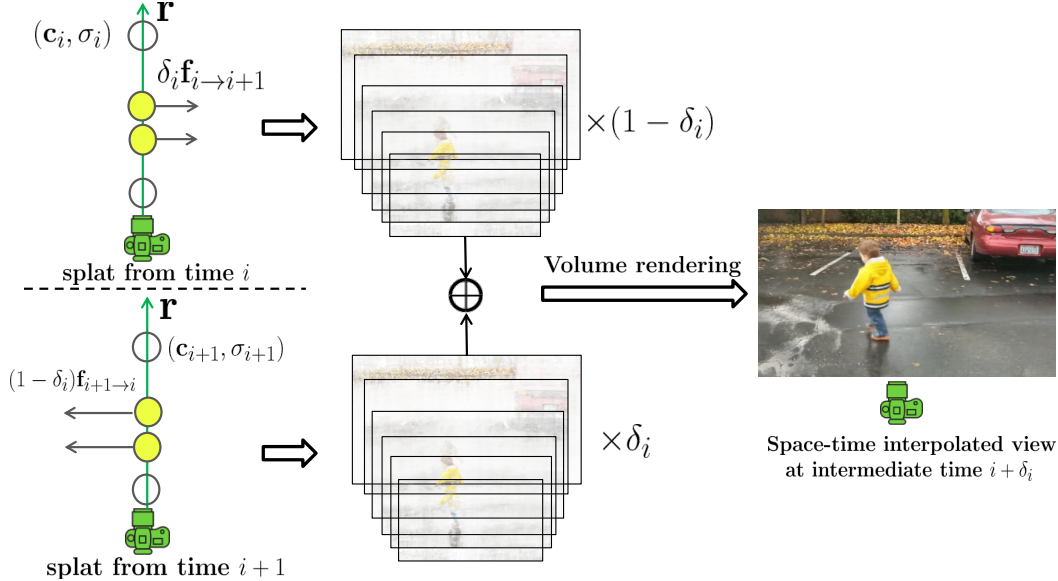 r
(c_i, σ_i)
δ_i f_{i→i+1}
×(1 − δ_i)
splat from time i
Volume rendering
r
(c_{i+1}, σ_{i+1})
(1 − δ_i)f_{i+1→i}
×δ_i
splat from time i + 1
Space-time interpolated view
at intermediate time i + δ_i